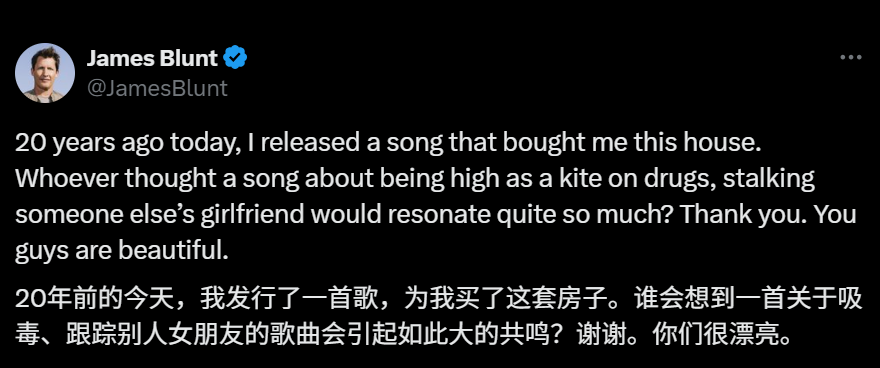 James Blunt
@JamesBlunt
20 years ago today, I released a song that bought me this house.
Whoever thought a song about being high as a kite on drugs, stalking
someone else’s girlfriend would resonate quite so much? Thank you. You
guys are beautiful.
20年前的今天，我发行了一首歌，为我买了这套房子。谁会想到一首关于吸
毒、跟踪别人女朋友的歌曲会引起如此大的共鸣？谢谢。你们很漂亮。